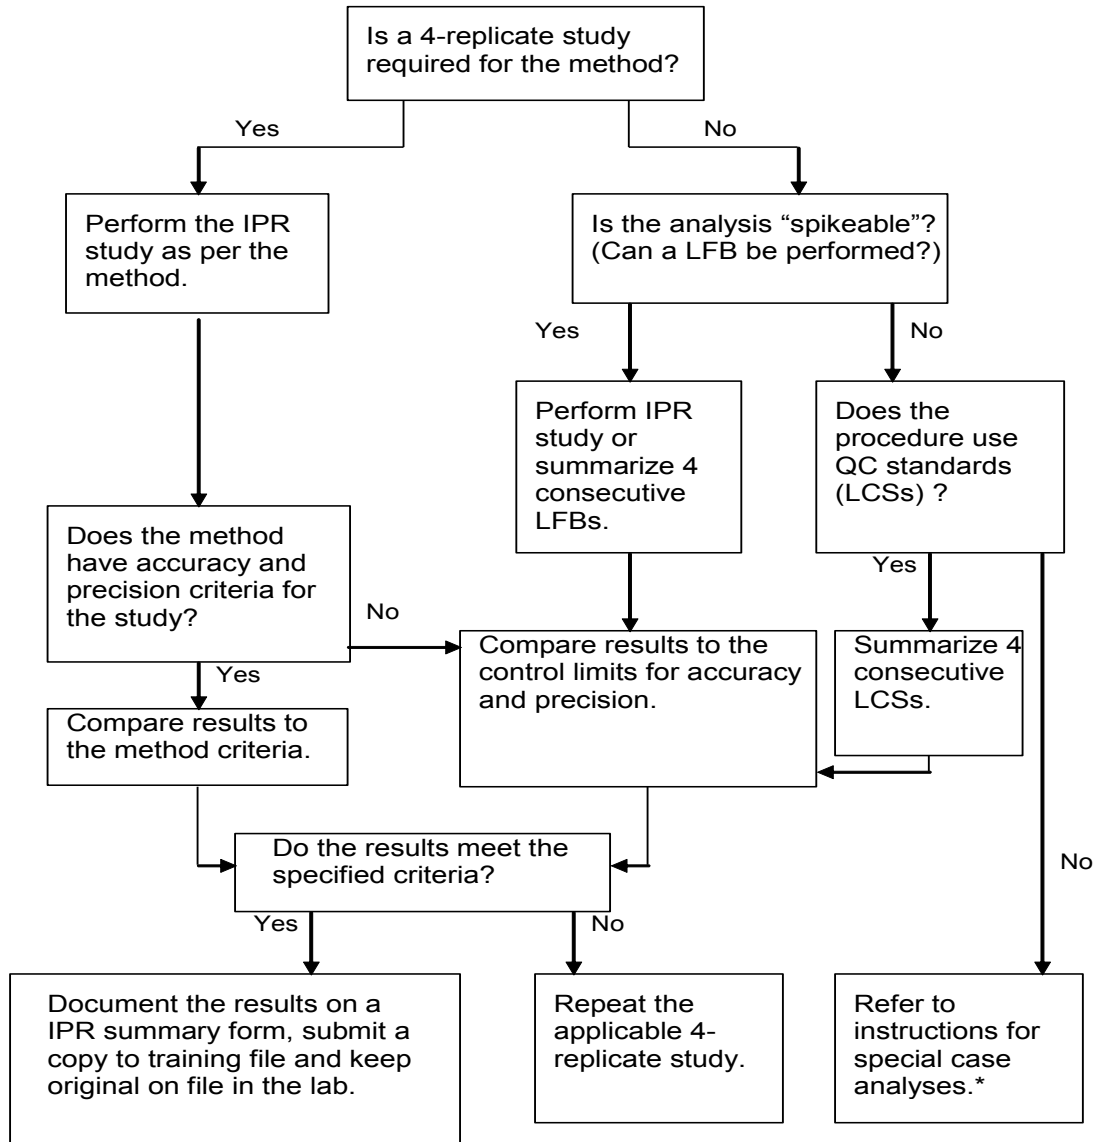 Is a 4-replicate study
required for the method?
Yes
No
Perform the IPR
study as per the
method.
Is the analysis “spikeable”?
(Can a LFB be performed?)
Yes
No
Perform IPR
study or
summarize 4
consecutive
LFBs.
Does the
procedure use
QC standards
(LCSs) ?
Does the method
have accuracy and
precision criteria for
the study?
No
Yes
Yes
Compare results to the
control limits for accuracy
and precision.
Summarize 4
consecutive
LCSs.
Compare results to
the method criteria.
Do the results meet the
specified criteria?
No
Yes
No
Document the results on a
IPR summary form, submit a
copy to training file and keep
original on file in the lab.
Repeat the
applicable 4-
replicate study.
Refer to
instructions for
special case
analyses.*